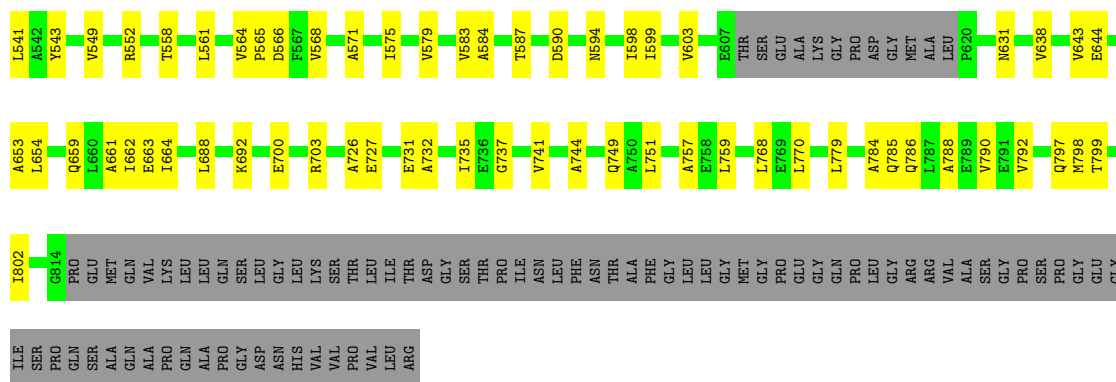 L541 A542 Y543 V549 R552 T558 L561 V564 P565 D566 F567 V568 A571 I575 V579 V583 A584 T587 D590 N594 I598 I599 V603 E607 THR SER GLU ALA LYS GLY PRO ASP GLY MET ALA LEU P620 N631 V638 V643 E644
A653 L654 Q659 L660 A661 I662 E663 I664 L688 K692 E700 R703 A726 E727 E731 A732 I735 E736 G737 V741 A744 Q749 A750 L751 A757 E758 L759 L768 E769 L770 L779 A784 Q785 Q786 L787 A788 E789 V790 E791 V792 Q797 M798 T799
I802 G814 PRO GLU MET GLN VAL LYS LEU LEU GLN SER LEU GLY LEU LYS SER THR LEU ILE THR ASP GLY SER THR PRO ILE ASN LEU PHE ASN THR ALA PHE GLY LEU LEU GLY MET GLY PRO GLU GLY GLN PRO LEU GLY ARG ARG VAL ALA SER GLY PRO SER PRO GLY GLU GLY
ILE SER PRO GLN SER ALA GLN ALA PRO GLN ALA PRO GLY ASP ASN HIS VAL VAL PRO VAL LEU ARG